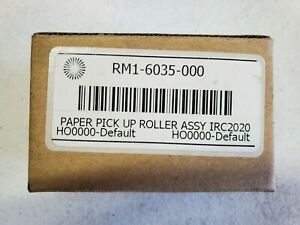 RM1-6035-000
PAPER PICK UP ROLLER ASSY IRC2020
HO0000-Default HO0000-Default